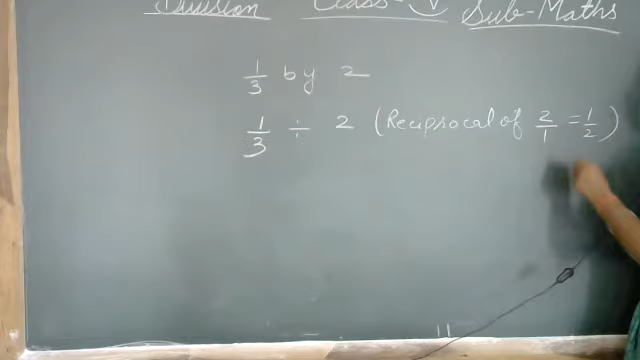 Division Class-V Sub-Maths
1/3 by 2
1/3 ÷ 2 (Reciprocal of 2/1 = 1/2)